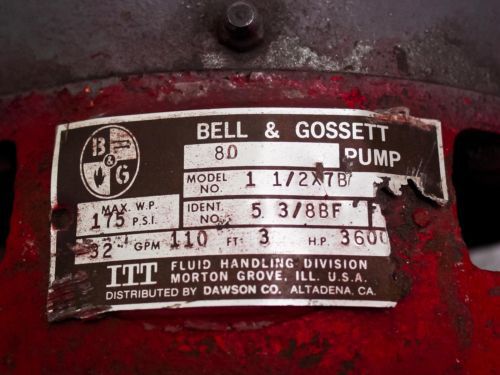 BELL & GOSSETT
B & G
80 PUMP
MODEL NO. 1 1/2X7B
MAX. W.P. 175 P.S.I.
IDENT. NO. 5 3/8BF
32 GPM 110 FT 3 H.P. 3600
ITT FLUID HANDLING DIVISION
MORTON GROVE, ILL. U.S.A.
DISTRIBUTED BY DAWSON CO. ALTADENA, CA.